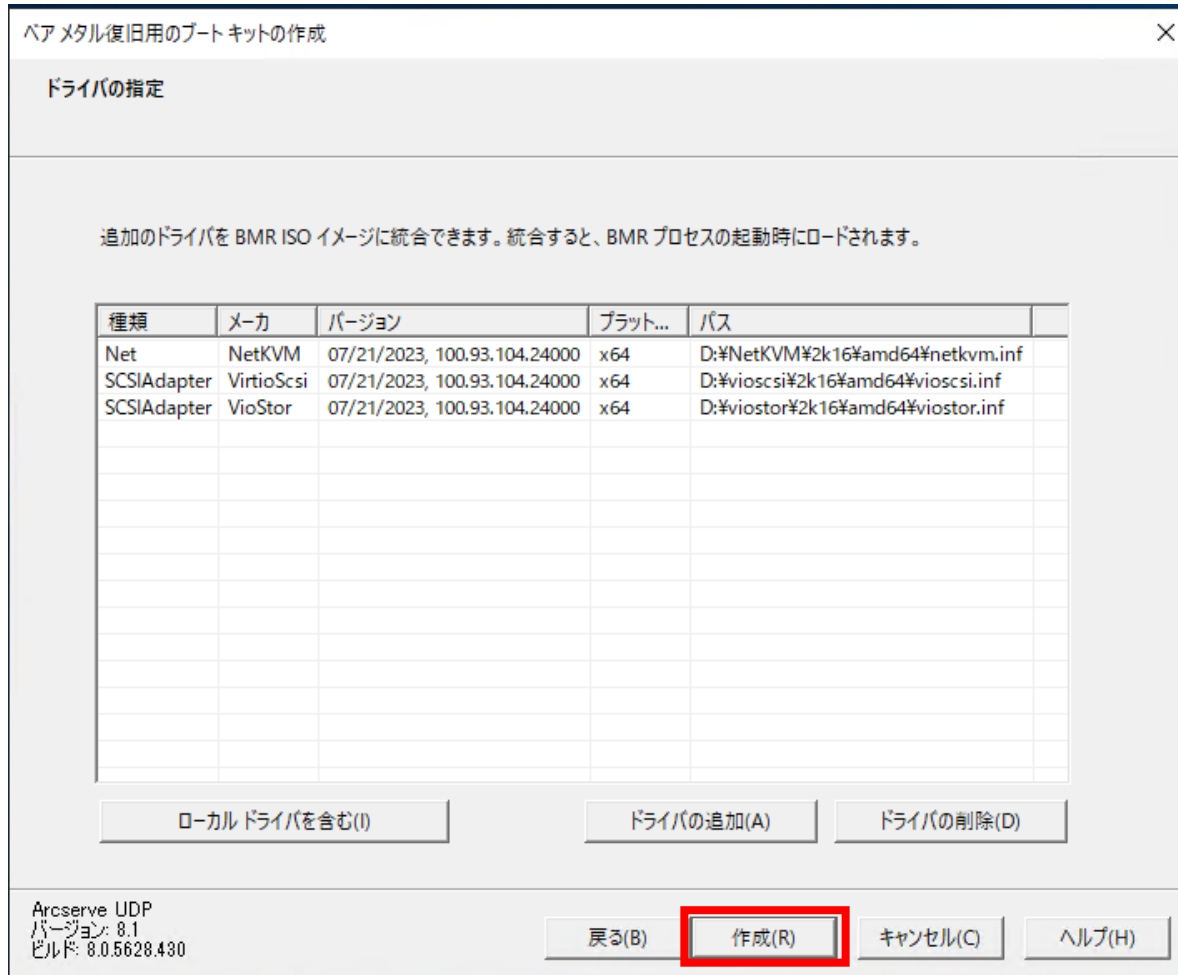 ベア メタル復旧用のブート キットの作成
ドライバの指定
追加のドライバを BMR ISO イメージに統合できます。統合すると、BMR プロセスの起動時にロードされます。
種類 メーカ バージョン プラット... パス
Net NetKVM 07/21/2023, 100.93.104.24000 x64 D:¥NetKVM¥2k16¥amd64¥netkvm.inf
SCSIAdapter VirtioScsi 07/21/2023, 100.93.104.24000 x64 D:¥vioscsi¥2k16¥amd64¥vioscsi.inf
SCSIAdapter VioStor 07/21/2023, 100.93.104.24000 x64 D:¥viostor¥2k16¥amd64¥viostor.inf
ローカル ドライバを含む(I) ドライバの追加(A) ドライバの削除(D)
Arcserve UDP
バージョン: 8.1
ビルド: 8.0.5628.430
戻る(B) 作成(R) キャンセル(C) ヘルプ(H)